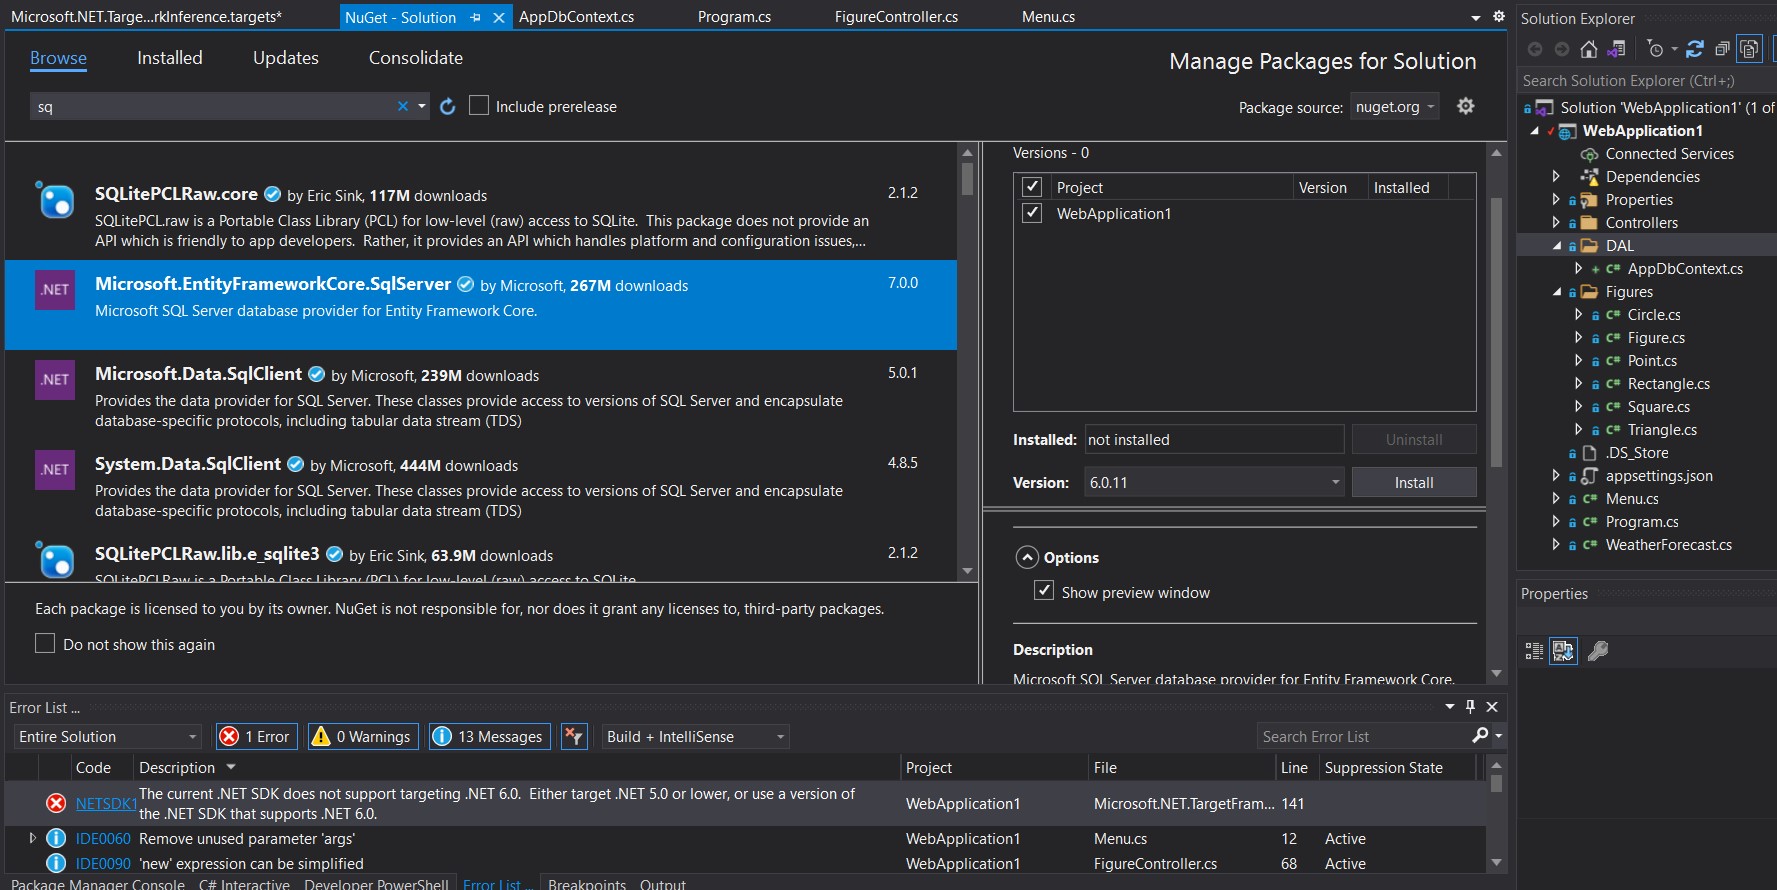 Microsoft.NET.Targe...rkInference.targets*
NuGet - Solution
AppDbContext.cs
Program.cs
FigureController.cs
Menu.cs
Browse
Installed
Updates
Consolidate
Manage Packages for Solution
sq
Include prerelease
Package source:
nuget.org
SQLitePCLRaw.core by Eric Sink, 117M downloads
2.1.2
SQLitePCL.raw is a Portable Class Library (PCL) for low-level (raw) access to SQLite. This package does not provide an
API which is friendly to app developers. Rather, it provides an API which handles platform and configuration issues,...
.NET
Microsoft.EntityFrameworkCore.SqlServer by Microsoft, 267M downloads
7.0.0
Microsoft SQL Server database provider for Entity Framework Core.
.NET
Microsoft.Data.SqlClient by Microsoft, 239M downloads
5.0.1
Provides the data provider for SQL Server. These classes provide access to versions of SQL Server and encapsulate
database-specific protocols, including tabular data stream (TDS)
.NET
System.Data.SqlClient by Microsoft, 444M downloads
4.8.5
Provides the data provider for SQL Server. These classes provide access to versions of SQL Server and encapsulate
database-specific protocols, including tabular data stream (TDS)
SQLitePCLRaw.lib.e_sqlite3 by Eric Sink, 63.9M downloads
2.1.2
SQLitePCLRaw is a Portable Class Library (PCL) for low-level (raw) access to SQLite
Each package is licensed to you by its owner. NuGet is not responsible for, nor does it grant any licenses to, third-party packages.
Do not show this again
Versions - 0
Project
Version
Installed
WebApplication1
Installed:
not installed
Uninstall
Version:
6.0.11
Install
Options
Show preview window
Description
Microsoft SQL Server database provider for Entity Framework Core.
Error List ...
Entire Solution
1 Error
0 Warnings
13 Messages
Build + IntelliSense
Search Error List
Code
Description
Project
File
Line
Suppression State
NETSDK1
The current .NET SDK does not support targeting .NET 6.0. Either target .NET 5.0 or lower, or use a version of
the .NET SDK that supports .NET 6.0.
WebApplication1
Microsoft.NET.TargetFram...
141
IDE0060
Remove unused parameter 'args'
WebApplication1
Menu.cs
12
Active
IDE0090
'new' expression can be simplified
WebApplication1
FigureController.cs
68
Active
Package Manager Console
C# Interactive
Developer PowerShell
Error List ...
Breakpoints
Output
Solution Explorer
Search Solution Explorer (Ctrl+;)
Solution 'WebApplication1' (1 of
WebApplication1
Connected Services
Dependencies
Properties
Controllers
DAL
C# AppDbContext.cs
Figures
C# Circle.cs
C# Figure.cs
C# Point.cs
C# Rectangle.cs
C# Square.cs
C# Triangle.cs
.DS_Store
appsettings.json
C# Menu.cs
C# Program.cs
C# WeatherForecast.cs
Properties